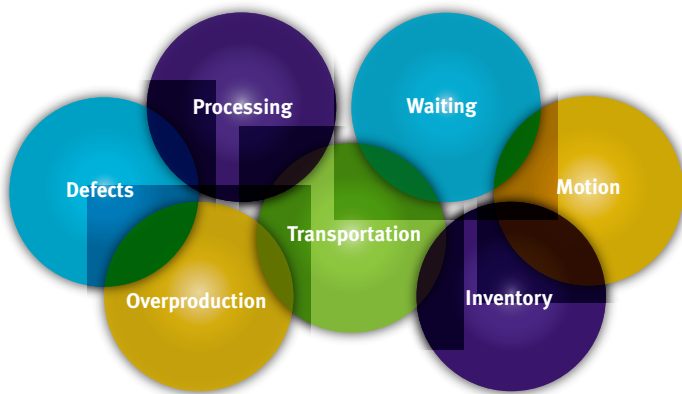 Processing
Waiting
Defects
Motion
Transportation
Overproduction
Inventory